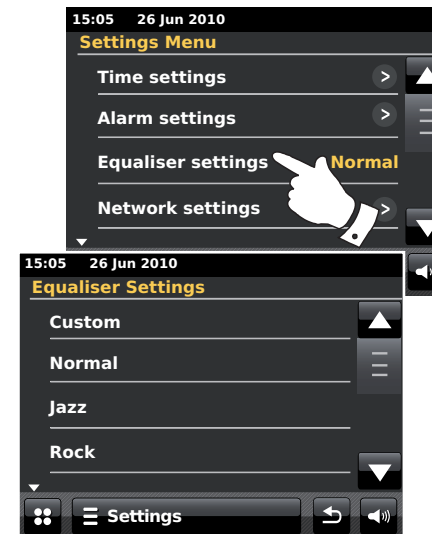 15:05 26 Jun 2010
Settings Menu
Time settings >
Alarm settings >
Equaliser settings Normal
Network settings >
15:05 26 Jun 2010
Equaliser Settings
Custom
Normal
Jazz
Rock
Settings